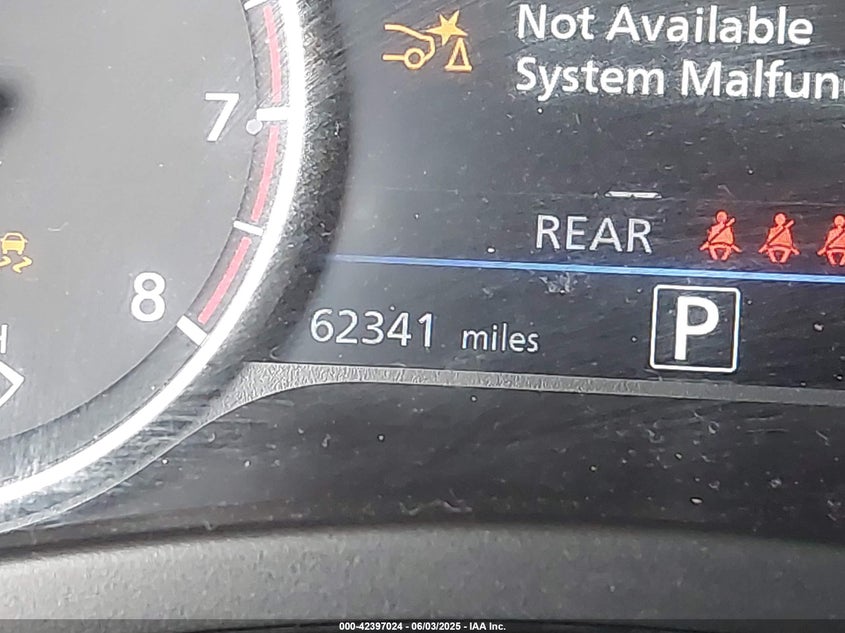 Not Available
System Malfun
7
REAR
8
62341 miles
P
H
000-42397024 - 06/03/2025 - IAA Inc.